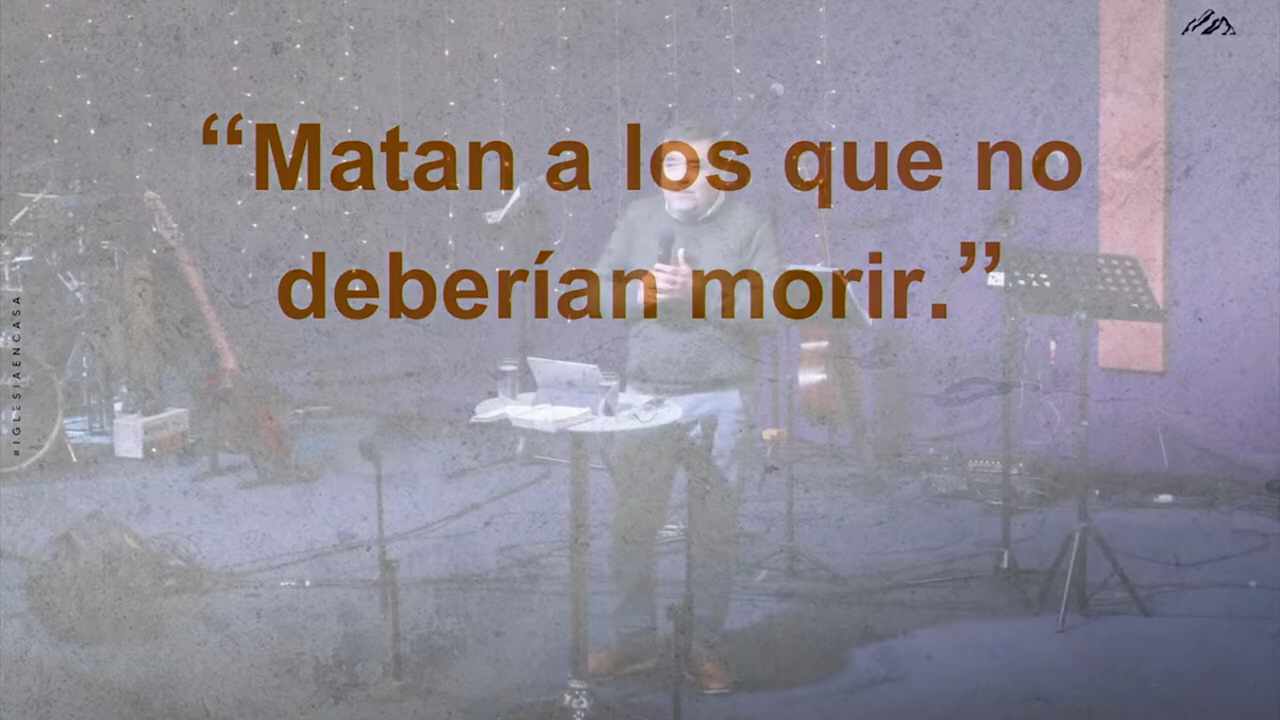 “Matan a los que no
deberían morir.”
#IGLESIAENCASA